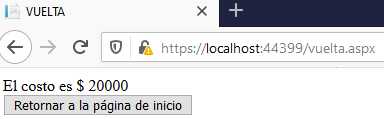 VUELTA
https://localhost:44399/vuelta.aspx
El costo es $ 20000
Retornar a la página de inicio